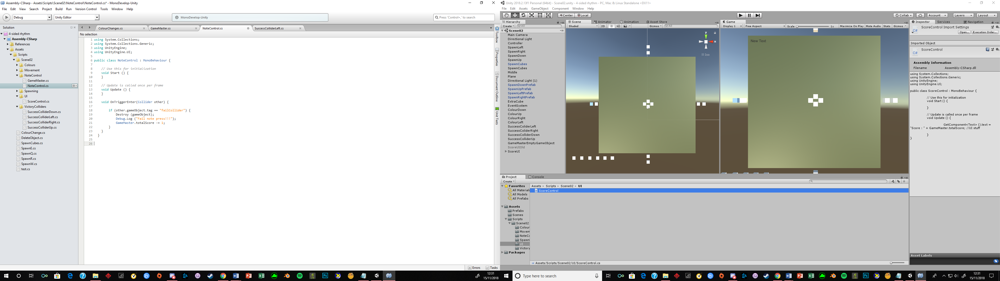 Assembly-CSharp - Assets\Scripts\Scene02\NoteControl\NoteControl.cs* - MonoDevelop-Unity
File Edit View Search Project Build Run Version Control Tools Window Help
Debug
Unity Editor
MonoDevelop-Unity
Press 'Control+,' to search
Solution
4-sided rhythm
Assembly-CSharp
References
Assets
Scripts
Scene02
Colours
Movement
NoteControl
GameMaster.cs
NoteControl.cs
Spawning
UI
ScoreControl.cs
VictoryColliders
SuccessColliderDown.cs
SuccessColliderLeft.cs
SuccessColliderRight.cs
SuccessColliderUp.cs
ColourChange.cs
DeleteObject.cs
SpawnCubes.cs
SpawnE.cs
SpawnQ.cs
SpawnR.cs
SpawnW.cs
test.cs
ColourChanges.cs
GameMaster.cs
NoteControl.cs
SuccessColliderLeft.cs
No selection
1 using System.Collections;
2 using System.Collections.Generic;
3 using UnityEngine;
4 using UnityEngine.UI;
5
6 public class NoteControl : MonoBehaviour {
7
8 // Use this for initialization
9 void Start () {
10 }
11
12 // Update is called once per frame
13 void Update () {
14 }
15
16 void OnTriggerEnter(Collider other) {
17
18 if (other.gameObject.tag == "failCollider") {
19 Destroy (gameObject);
20 Debug.Log ("Fail note press!!!");
21 GameMaster.totalScore -= 1;
22 }
23 }
24 }
25
26
Toolbox
Properties
Document Outline
Unit Tests
Errors
Tasks
12:31
15/11/2018
Unity 2018.2.13f1 Personal (64bit) - Scene02.unity - 4-sided rhythm - PC, Mac & Linux Standalone <DX11>
File Edit Assets GameObject Component Window Help
Center
Local
Collab
Account
Layers
Layout
Hierarchy
Create
All
Scene02
Main Camera
Directional Light
Controller
SpawnLeft
SpawnRight
SpawnDown
SpawnUp
SpawnCubes
SpawnCubes
Middle
Plane
Directional Light (1)
SpawnDownPrefab
SpawnUpPrefab
SpawnLeftPrefab
SpawnRightPrefab
ExtraCube
EventSystem
ColourDown
ColourUp
ColourRight
ColourLeft
SuccessColiderLeft
SuccessColiderRight
SuccessColliderDown
SuccessColliderUp
GameMasterEmptyGameObject
ScoreUIOld
ScoreUI
Scene
Animator
Animation
Asset Store
Shaded
2D
Gizmos
All
y
x
Iso
Game
Display 1
Free Aspect
Scale
1x
Maximize On Play
Mute Audio
Stats
Gizmos
New Text
Inspector
Services
Navigation
ScoreControl Import Settings
Open...
Execution Order...
Imported Object
ScoreControl
Assembly Information
Filename Assembly-CSharp.dll
using System.Collections;
using System.Collections.Generic;
using UnityEngine;
using UnityEngine.UI;
public class ScoreControl : MonoBehaviour {
// Use this for initialization
void Start () {
}
// Update is called once per frame
void Update () {
GetComponent<Text> ().text =
"Score : " + GameMaster.totalScore; //UI stuff
}
}
Asset Labels
Project
Console
Create
Favorites
All Material
All Models
All Prefabs
Assets
Prefabs
Scenes
Scripts
Scene02
Colour
Movem
NoteCo
Spawn
UI
Victory
Packages
Assets Scripts Scene02 UI
ScoreControl
Assets/Scripts/Scene02/UI/ScoreControl.cs
Type here to search
12:31
15/11/2018